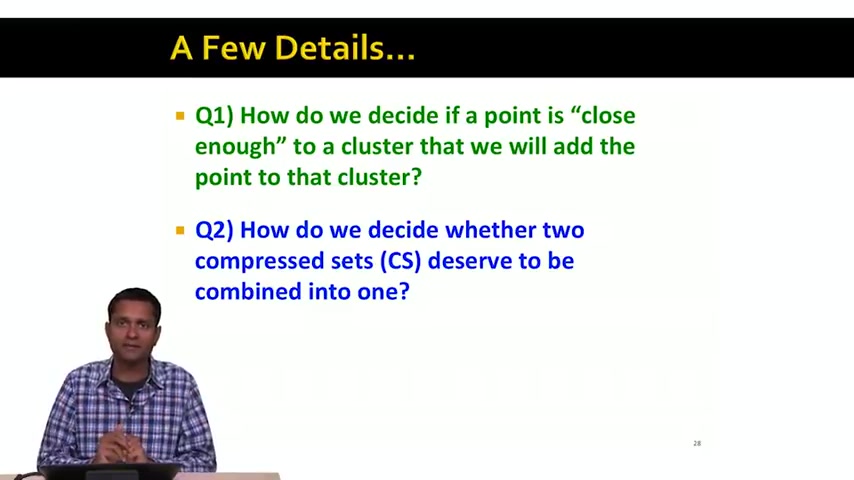 A Few Details...
Q1) How do we decide if a point is “close
enough” to a cluster that we will add the
point to that cluster?
Q2) How do we decide whether two
compressed sets (CS) deserve to be
combined into one?
28